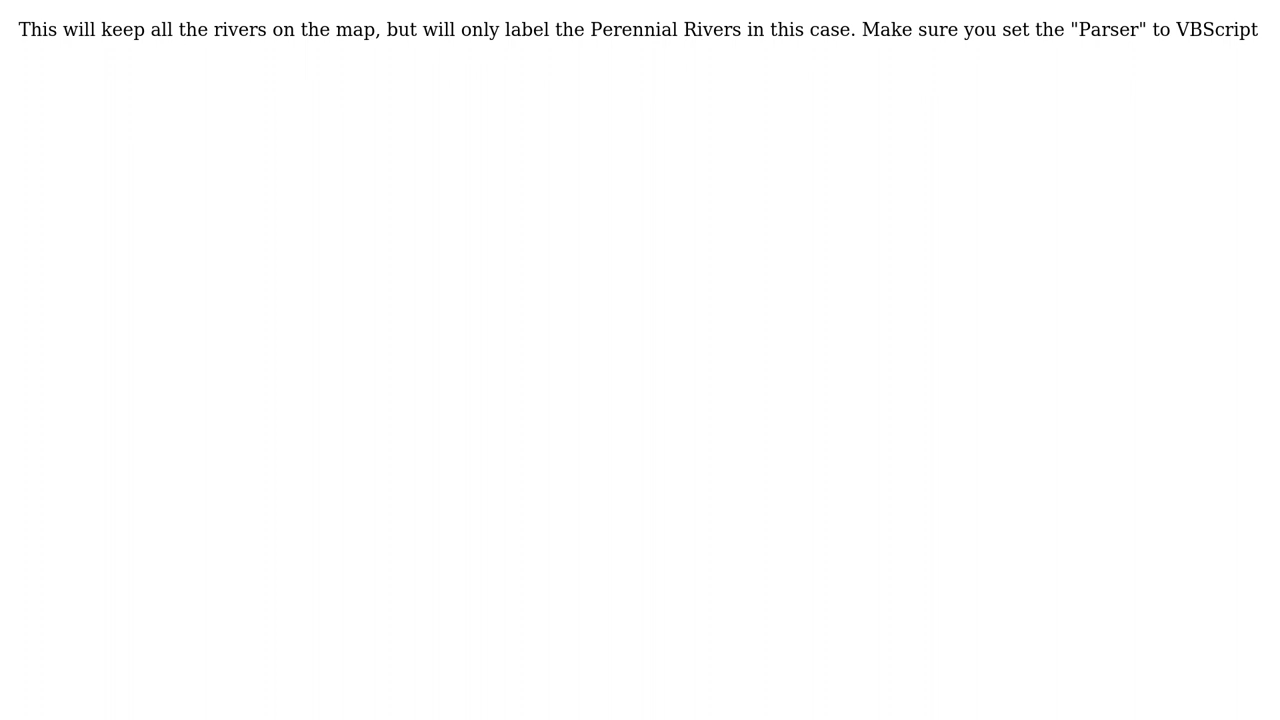 This will keep all the rivers on the map, but will only label the Perennial Rivers in this case. Make sure you set the "Parser" to VBScript